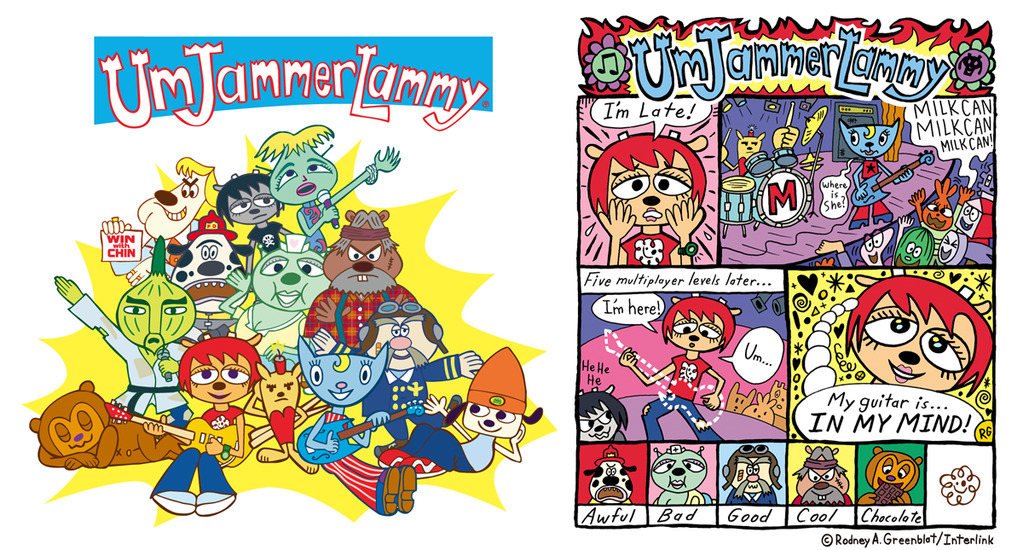 UmJammerLammy®
WIN
with
CHIN
UmJammerLammy
I'm Late!
MILKCAN
MILKCAN
MILKCAN!
Where
is
She?
M
Five multiplayer levels later...
I'm here!
Um...
He He
He
My guitar is...
IN MY MIND!
RG
Awful
Bad
Good
Cool
Chocolate
©Rodney A. Greenblat/Interlink